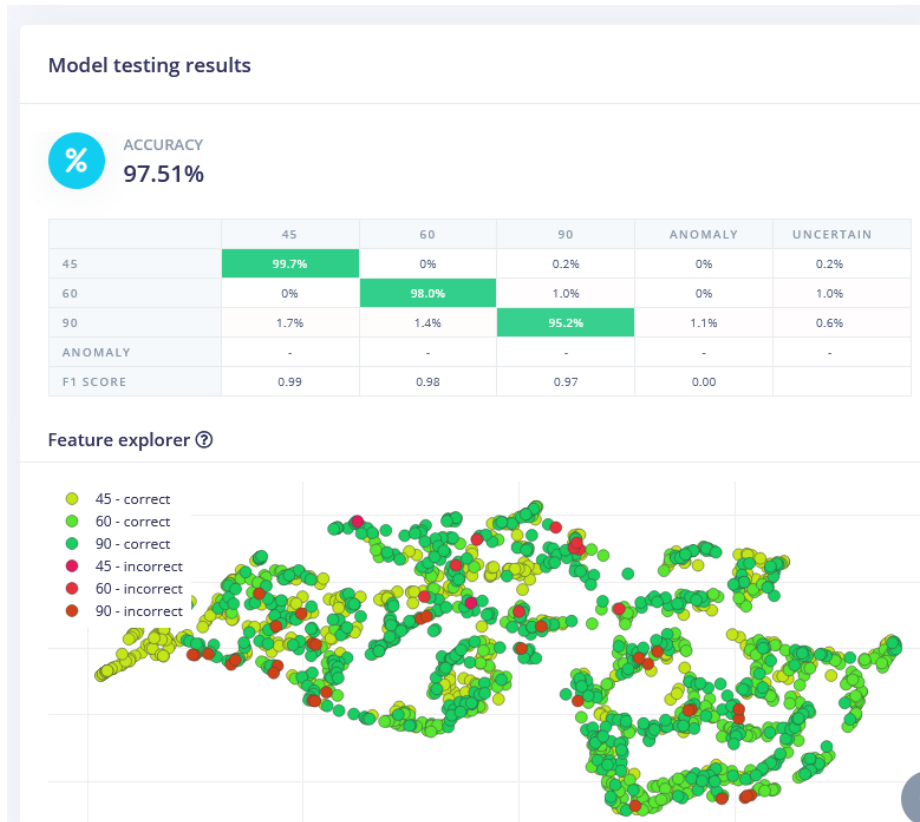 Model testing results
%
ACCURACY
97.51%
45 60 90 ANOMALY UNCERTAIN
45 99.7% 0% 0.2% 0% 0.2%
60 0% 98.0% 1.0% 0% 1.0%
90 1.7% 1.4% 95.2% 1.1% 0.6%
ANOMALY - - - - -
F1 SCORE 0.99 0.98 0.97 0.00
Feature explorer ?
45 - correct
60 - correct
90 - correct
45 - incorrect
60 - incorrect
90 - incorrect